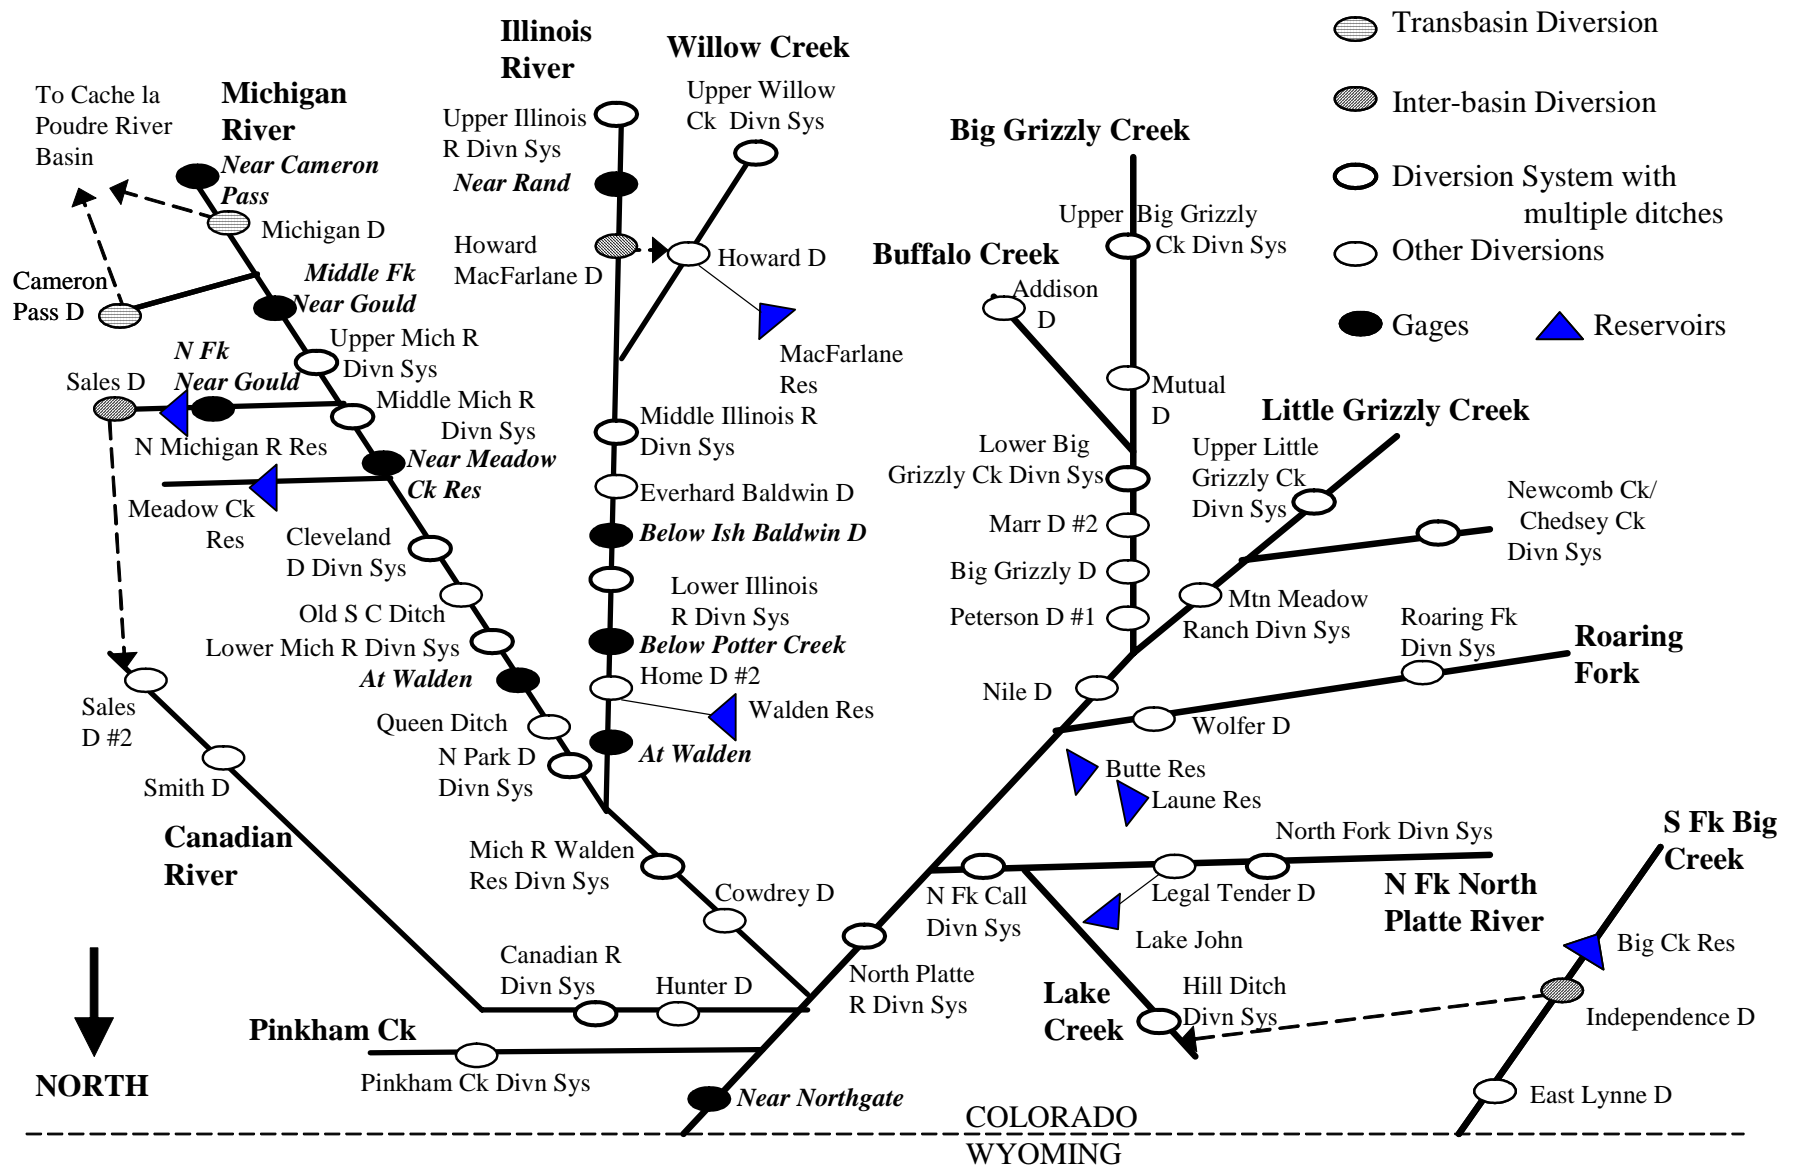 Illinois
River
Willow Creek
Transbasin Diversion
To Cache la
Poudre River
Basin
Michigan
River
Near Cameron
Pass
Upper Illinois
R Divn Sys
Upper Willow
Ck Divn Sys
Inter-basin Diversion
Near Rand
Big Grizzly Creek
Diversion System with
multiple ditches
Michigan D
Howard
MacFarlane D
Howard D
Upper Big Grizzly
Ck Divn Sys
Other Diversions
Buffalo Creek
Cameron
Pass D
Middle Fk
Near Gould
Addison
D
Gages
Reservoirs
Upper Mich R
Divn Sys
MacFarlane
Res
N Fk
Near Gould
Sales D
Mutual
D
Middle Mich R
Divn Sys
Middle Illinois R
Divn Sys
Little Grizzly Creek
N Michigan R Res
Near Meadow
Ck Res
Lower Big
Grizzly Ck Divn Sys
Upper Little
Grizzly Ck
Divn Sys
Meadow Ck
Res
Everhard Baldwin D
Newcomb Ck/
Chedsey Ck
Divn Sys
Cleveland
D Divn Sys
Below Ish Baldwin D
Marr D #2
Big Grizzly D
Old S C Ditch
Lower Illinois
R Divn Sys
Peterson D #1
Mtn Meadow
Ranch Divn Sys
Roaring Fk
Divn Sys
Roaring
Fork
Lower Mich R Divn Sys
Below Potter Creek
At Walden
Home D #2
Nile D
Sales
D #2
Queen Ditch
Walden Res
Wolfer D
N Park D
Divn Sys
At Walden
Butte Res
Laune Res
Smith D
Canadian
River
Mich R Walden
Res Divn Sys
North Fork Divn Sys
S Fk Big
Creek
Cowdrey D
N Fk Call
Divn Sys
Legal Tender D
N Fk North
Platte River
Lake John
Big Ck Res
Canadian R
Divn Sys
Hunter D
North Platte
R Divn Sys
Lake
Creek
Hill Ditch
Divn Sys
Independence D
Pinkham Ck
Pinkham Ck Divn Sys
NORTH
Near Northgate
East Lynne D
COLORADO
WYOMING